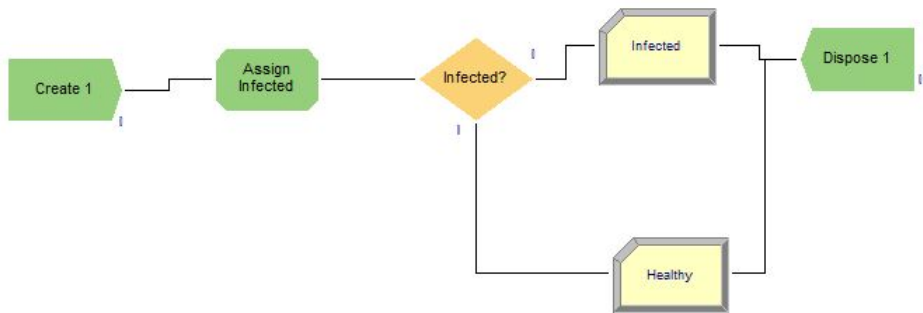 Create 1
Assign
Infected
Infected?
Infected
Healthy
Dispose 1